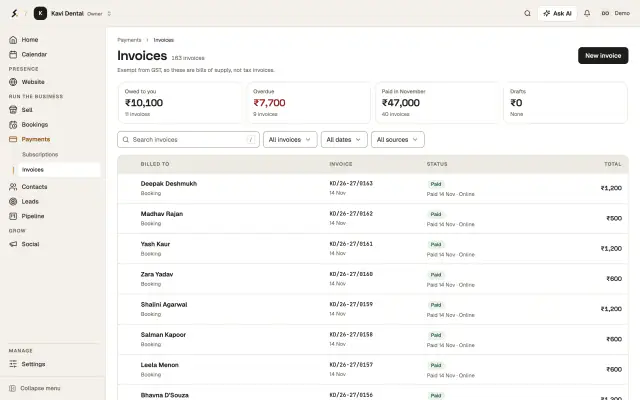 K Kavi Dental Owner
Ask AI
DO Demo
Home
Calendar
PRESENCE
Website
RUN THE BUSINESS
Sell
Bookings
Payments
Subscriptions
Invoices
Contacts
Leads
Pipeline
GROW
Social
MANAGE
Settings
Collapse menu
Payments › Invoices
Invoices 163 invoices
New invoice
Exempt from GST, so these are bills of supply, not tax invoices.
Owed to you
₹10,100
11 invoices
Overdue
₹7,700
9 invoices
Paid in November
₹47,000
40 invoices
Drafts
₹0
None
Search invoices /
All invoices
All dates
All sources
BILLED TO INVOICE STATUS TOTAL
Deepak Deshmukh KD/26-27/0163 Paid ₹1,200
Booking 14 Nov Paid 14 Nov · Online
Madhav Rajan KD/26-27/0162 Paid ₹500
Booking 14 Nov Paid 14 Nov · Online
Yash Kaur KD/26-27/0161 Paid ₹1,200
Booking 14 Nov Paid 14 Nov · Online
Zara Yadav KD/26-27/0160 Paid ₹600
Booking 14 Nov Paid 14 Nov · Online
Shalini Agarwal KD/26-27/0159 Paid ₹1,200
Booking 14 Nov Paid 14 Nov · Online
Salman Kapoor KD/26-27/0158 Paid ₹600
Booking 14 Nov Paid 14 Nov · Online
Leela Menon KD/26-27/0157 Paid ₹600
Booking 14 Nov Paid 14 Nov · Online
Bhavna D'Souza KD/26-27/0156 Paid ₹1,200